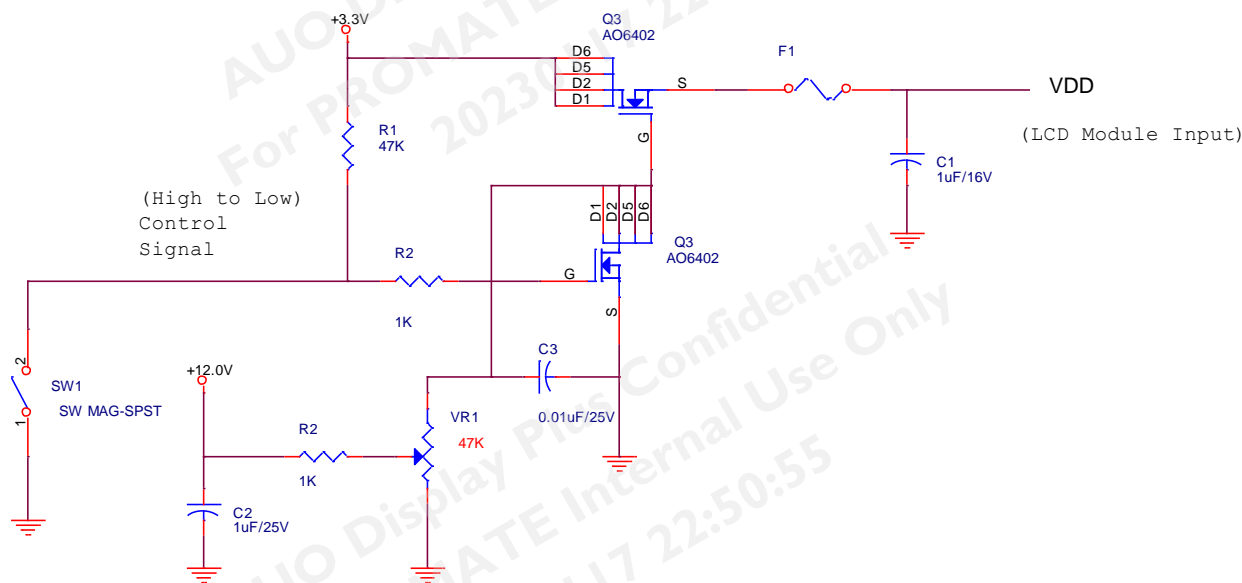 +3.3V
Q3
AO6402
D6
D5
D2
D1
S
G
F1
VDD
(LCD Module Input)
C1
1uF/16V
R1
47K
(High to Low)
Control
Signal
D1
D2
D5
D6
Q3
AO6402
R2
1K
G
S
2
1
SW1
SW MAG-SPST
+12.0V
C3
0.01uF/25V
VR1
47K
R2
1K
C2
1uF/25V
AUO Display Plus Confidential
For PROMATE Internal Use Only
22:50:55